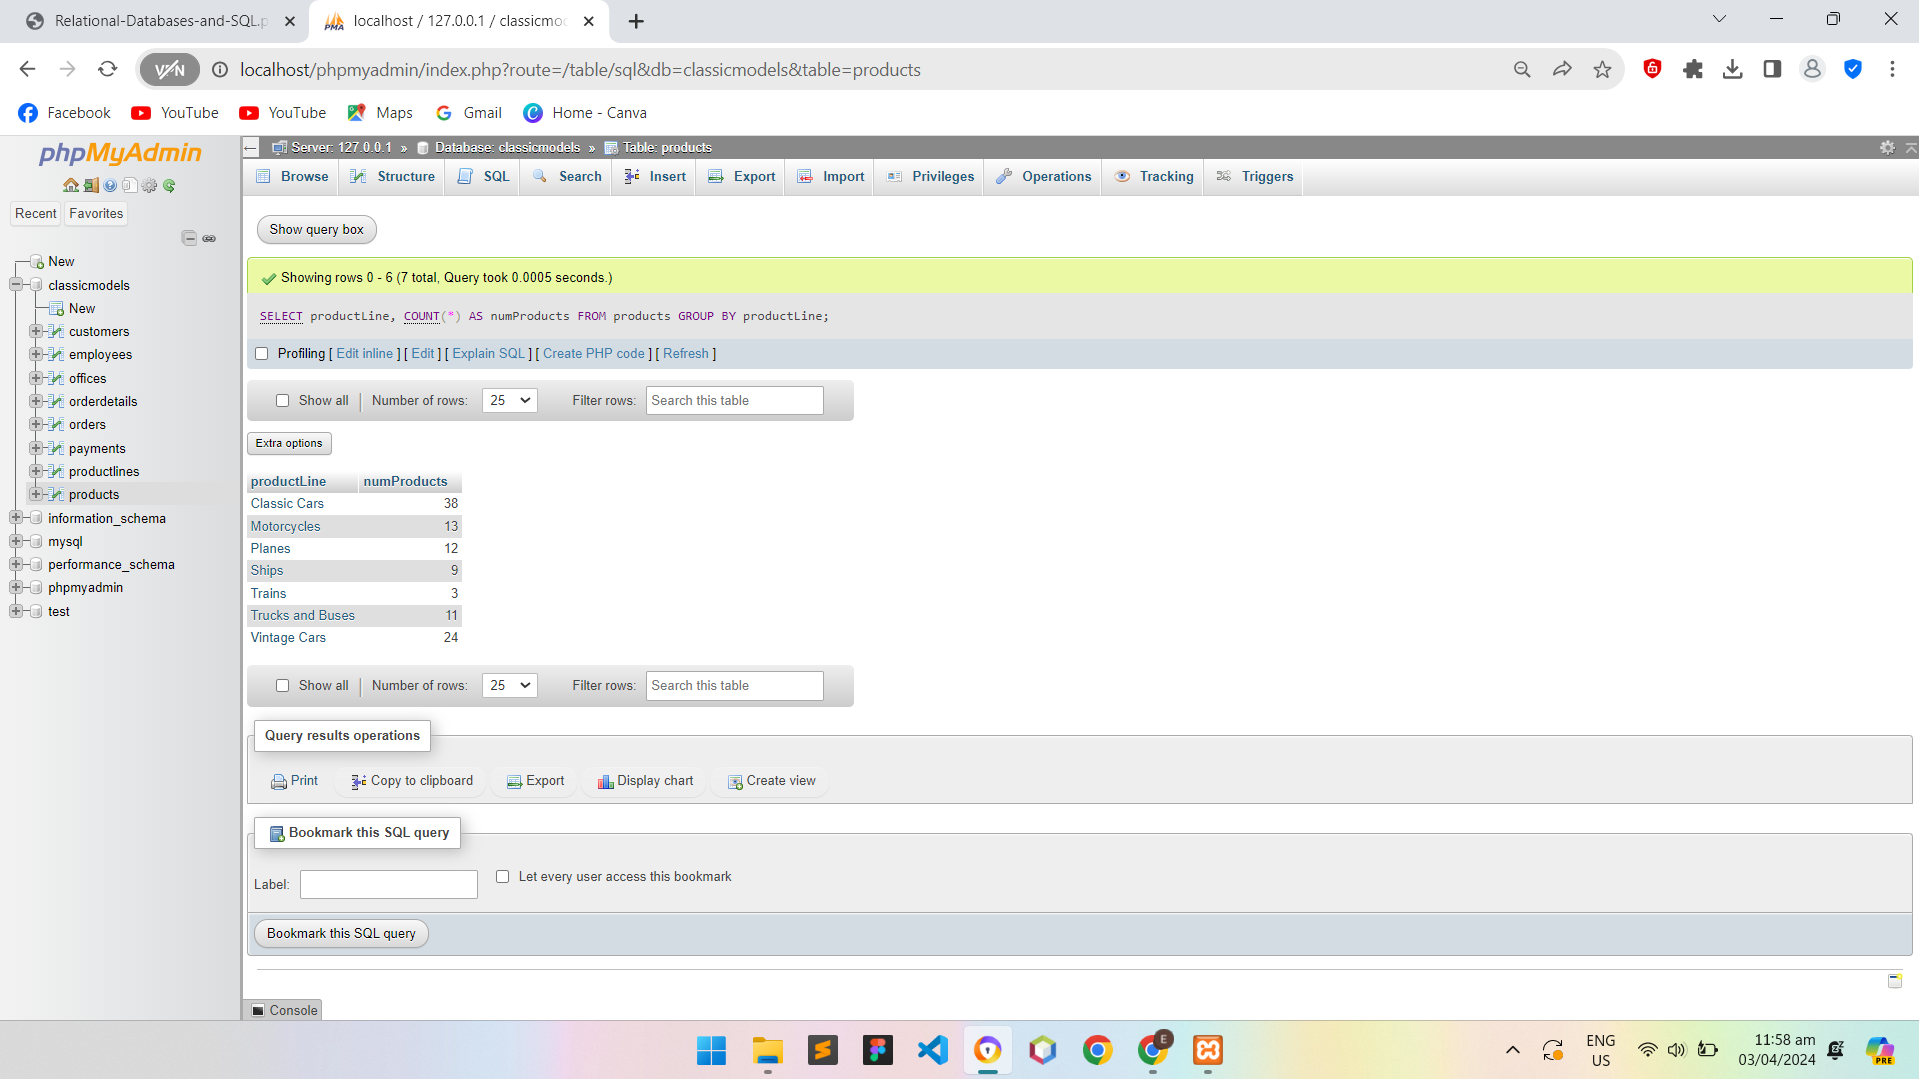 Relational-Databases-and-SQL.p
localhost / 127.0.0.1 / classicmo
VPN
localhost/phpmyadmin/index.php?route=/table/sql&db=classicmodels&table=products
Facebook
YouTube
YouTube
Maps
Gmail
Home - Canva
phpMyAdmin
Recent
Favorites
New
classicmodels
New
customers
employees
offices
orderdetails
orders
payments
productlines
products
information_schema
mysql
performance_schema
phpmyadmin
test
Server: 127.0.0.1 » Database: classicmodels » Table: products
Browse
Structure
SQL
Search
Insert
Export
Import
Privileges
Operations
Tracking
Triggers
Show query box
Showing rows 0 - 6 (7 total, Query took 0.0005 seconds.)
SELECT productLine, COUNT(*) AS numProducts FROM products GROUP BY productLine;
Profiling [ Edit inline ] [ Edit ] [ Explain SQL ] [ Create PHP code ] [ Refresh ]
Show all | Number of rows: 25 Filter rows: Search this table
Extra options
productLine numProducts
Classic Cars 38
Motorcycles 13
Planes 12
Ships 9
Trains 3
Trucks and Buses 11
Vintage Cars 24
Show all | Number of rows: 25 Filter rows: Search this table
Query results operations
Print
Copy to clipboard
Export
Display chart
Create view
Bookmark this SQL query
Label:
Let every user access this bookmark
Bookmark this SQL query
Console
E
ENG
US
11:58 am
03/04/2024
PRE